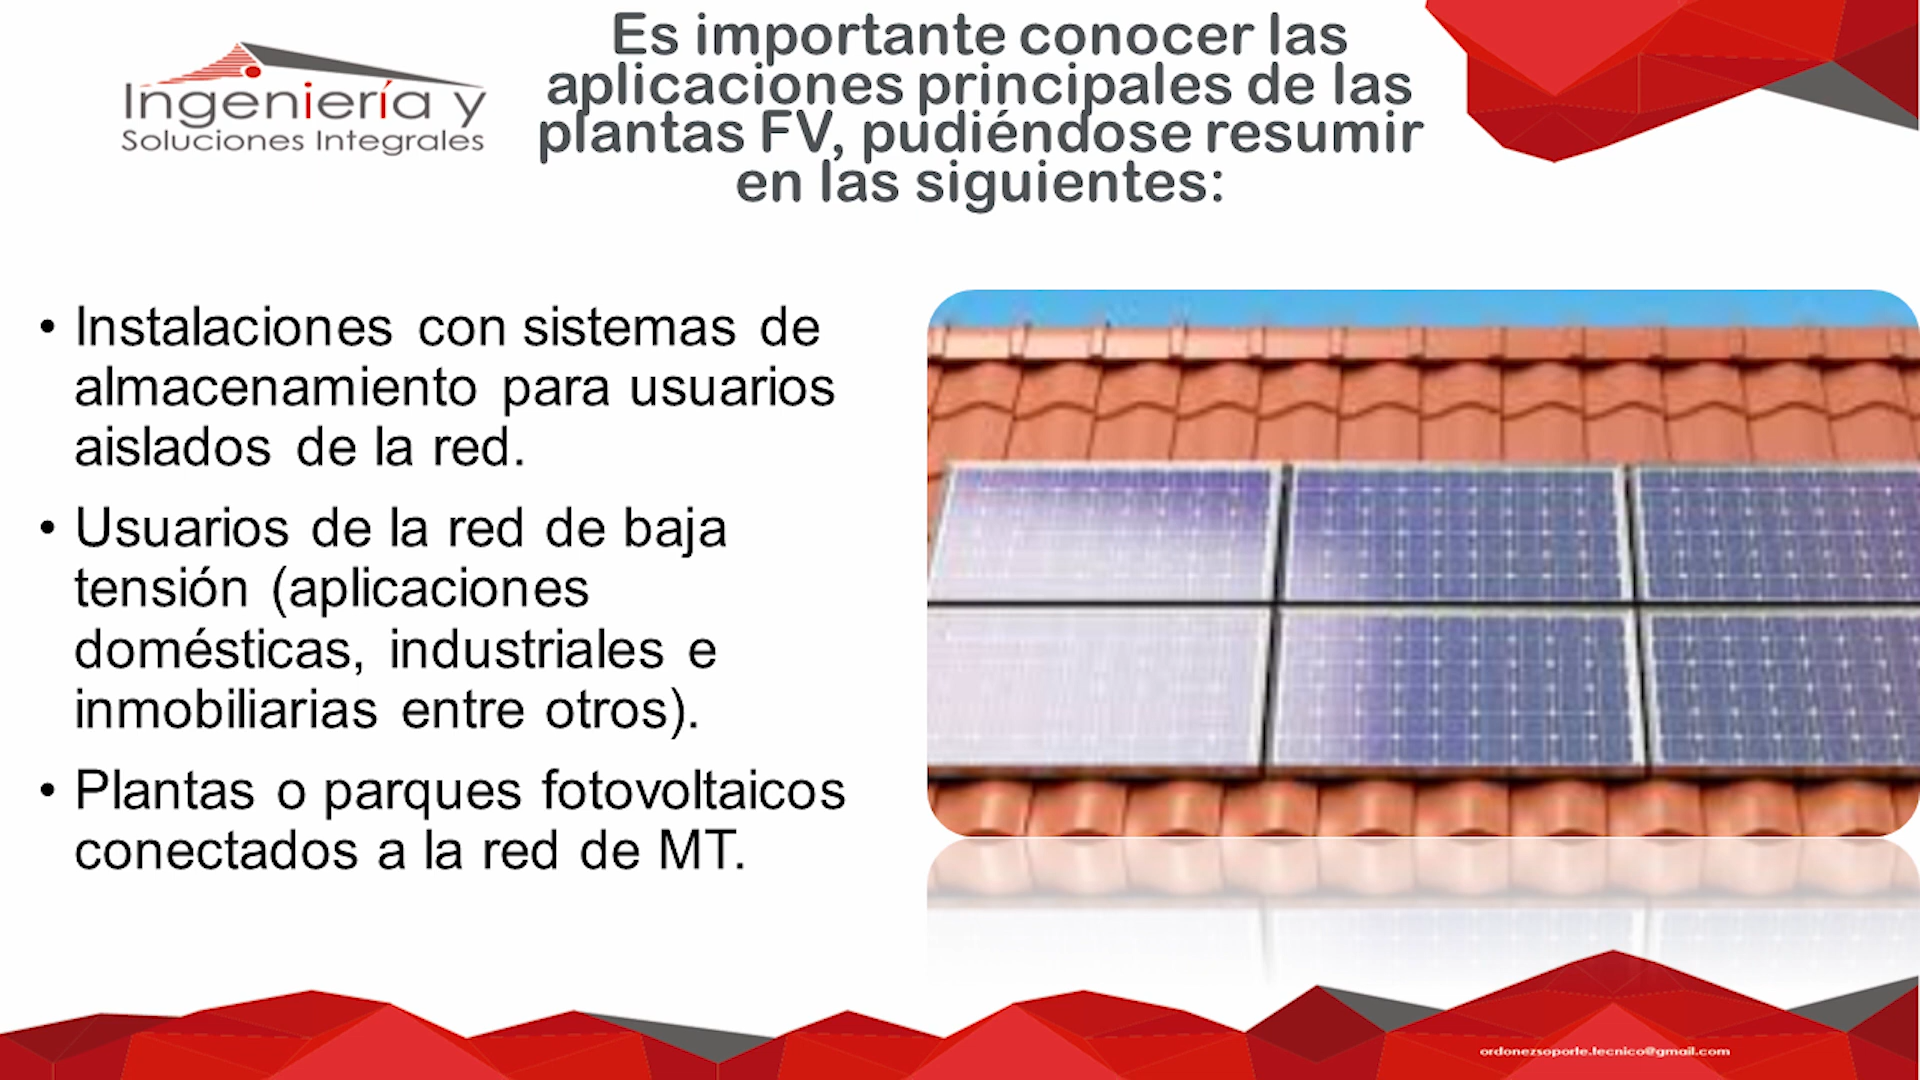 Ingeniería y
Soluciones Integrales
Es importante conocer las
aplicaciones principales de las
plantas FV, pudiéndose resumir
en las siguientes:
• Instalaciones con sistemas de
almacenamiento para usuarios
aislados de la red.
• Usuarios de la red de baja
tensión (aplicaciones
domésticas, industriales e
inmobiliarias entre otros).
• Plantas o parques fotovoltaicos
conectados a la red de MT.
ordonezsoporte.tecnico@gmail.com